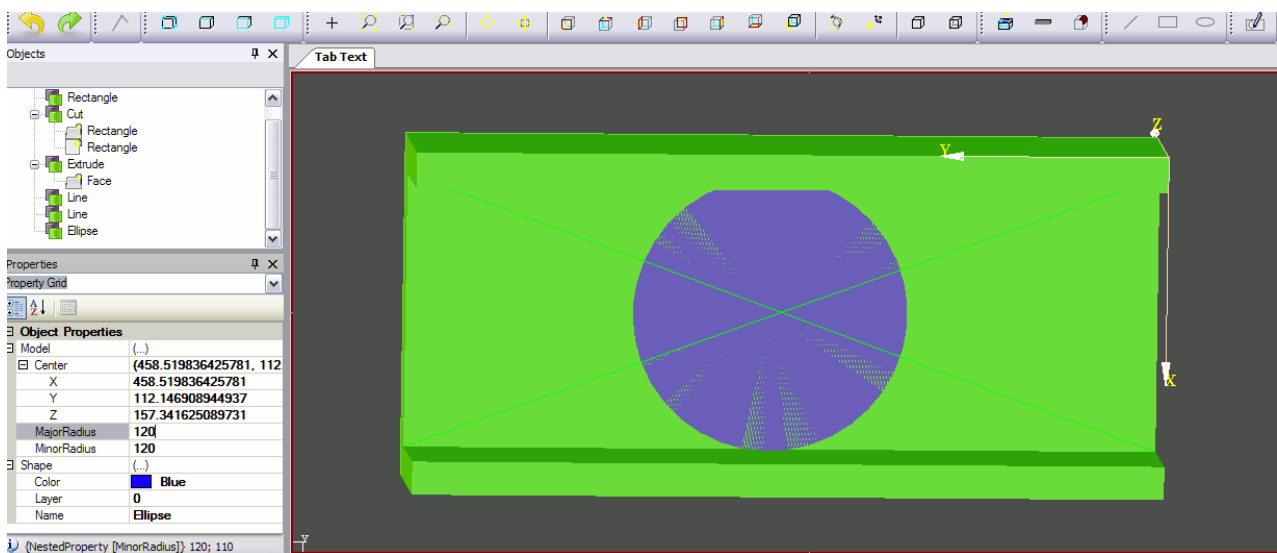 Objects
Tab Text
Rectangle
Cut
Rectangle
Rectangle
Extrude
Face
Line
Line
Ellipse
Properties
Property Grid
Object Properties
Model (...)
Center (458.519836425781, 112.
X 458.519836425781
Y 112.146908944937
Z 157.341625089731
MajorRadius 120
MinorRadius 120
Shape (...)
Color Blue
Layer 0
Name Ellipse
{NestedProperty [MinorRadius]} 120; 110
Z
Y
X
Y